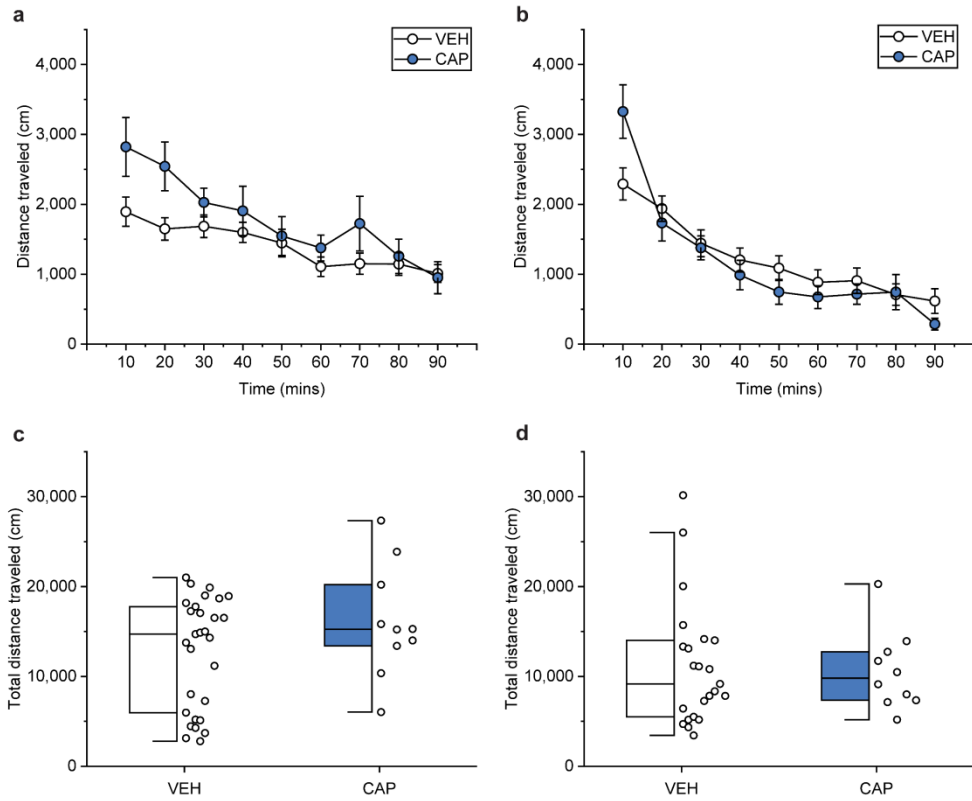 a
VEH
CAP
4,000
3,000
2,000
1,000
0
Distance traveled (cm)
10 20 30 40 50 60 70 80 90
Time (mins)
b
VEH
CAP
4,000
3,000
2,000
1,000
0
Distance traveled (cm)
10 20 30 40 50 60 70 80 90
Time (mins)
c
30,000
20,000
10,000
0
Total distance traveled (cm)
VEH CAP
d
30,000
20,000
10,000
0
Total distance traveled (cm)
VEH CAP